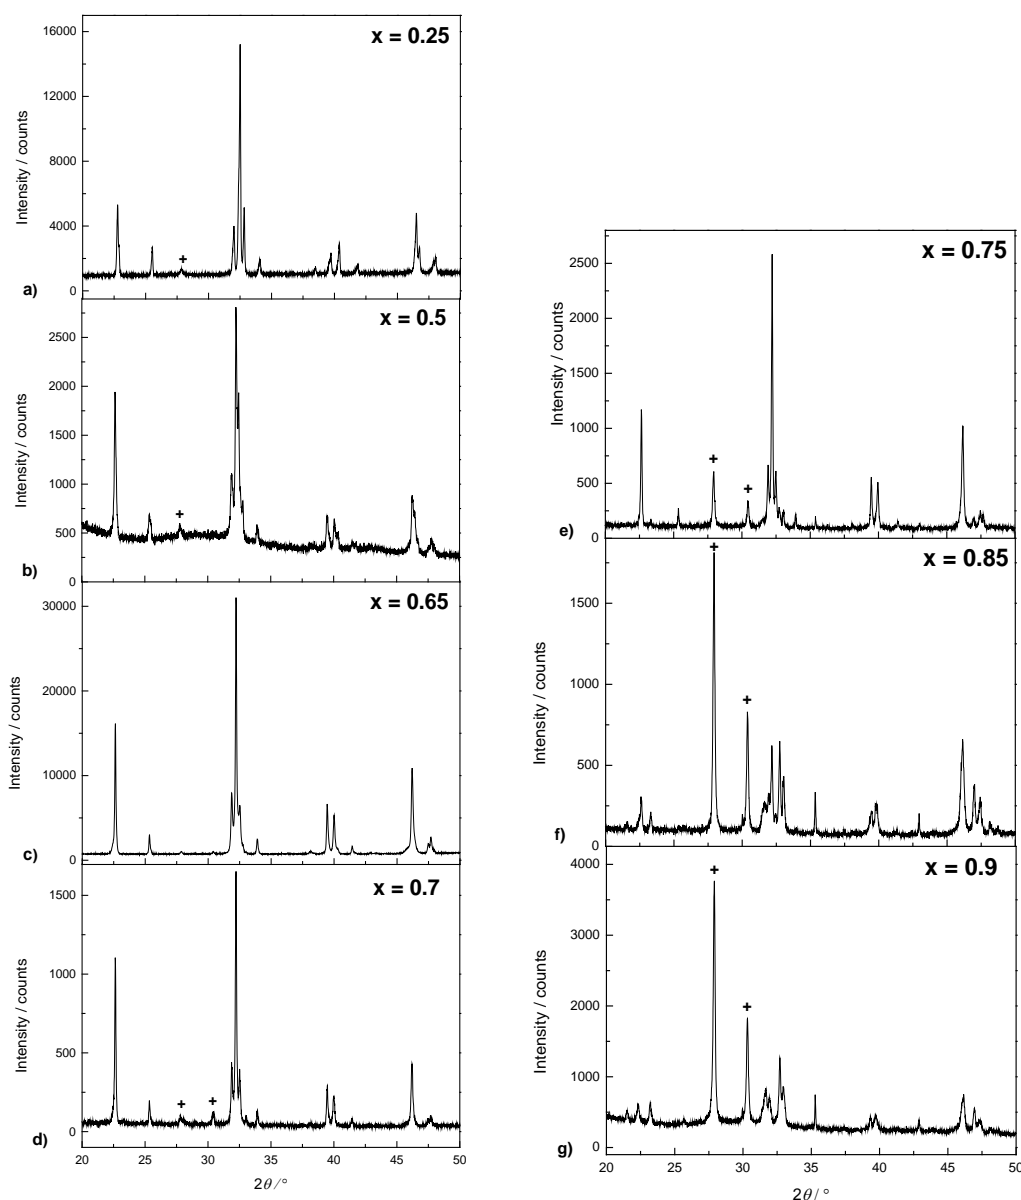 x = 0.25
16000
12000
8000
4000
0
Intensity / counts
+
a)
x = 0.5
2500
2000
1500
1000
500
0
Intensity / counts
+
b)
x = 0.65
30000
20000
10000
0
Intensity / counts
c)
x = 0.7
1500
1000
500
0
Intensity / counts
+ +
d)
20 25 30 35 40 45 50
2θ /°
x = 0.75
2500
2000
1500
1000
500
0
Intensity / counts
+ +
e)
x = 0.85
1500
1000
500
0
Intensity / counts
+ +
f)
x = 0.9
4000
3000
2000
1000
0
Intensity / counts
+ +
g)
20 25 30 35 40 45 50
2θ /°